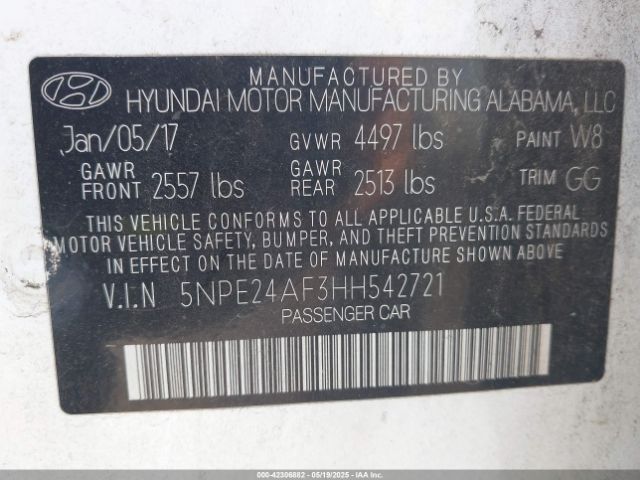 MANUFACTURED BY
HYUNDAI MOTOR MANUFACTURING ALABAMA, LLC
Jan/05/17 GVWR 4497 lbs PAINT W8
GAWR FRONT 2557 lbs GAWR REAR 2513 lbs TRIM GG
THIS VEHICLE CONFORMS TO ALL APPLICABLE U.S.A. FEDERAL
MOTOR VEHICLE SAFETY, BUMPER, AND THEFT PREVENTION STANDARDS
IN EFFECT ON THE DATE OF MANUFACTURE SHOWN ABOVE.
V.I.N 5NPE24AF3HH542721
PASSENGER CAR
000-42306882 - 05/19/2025 - IAAI.COM